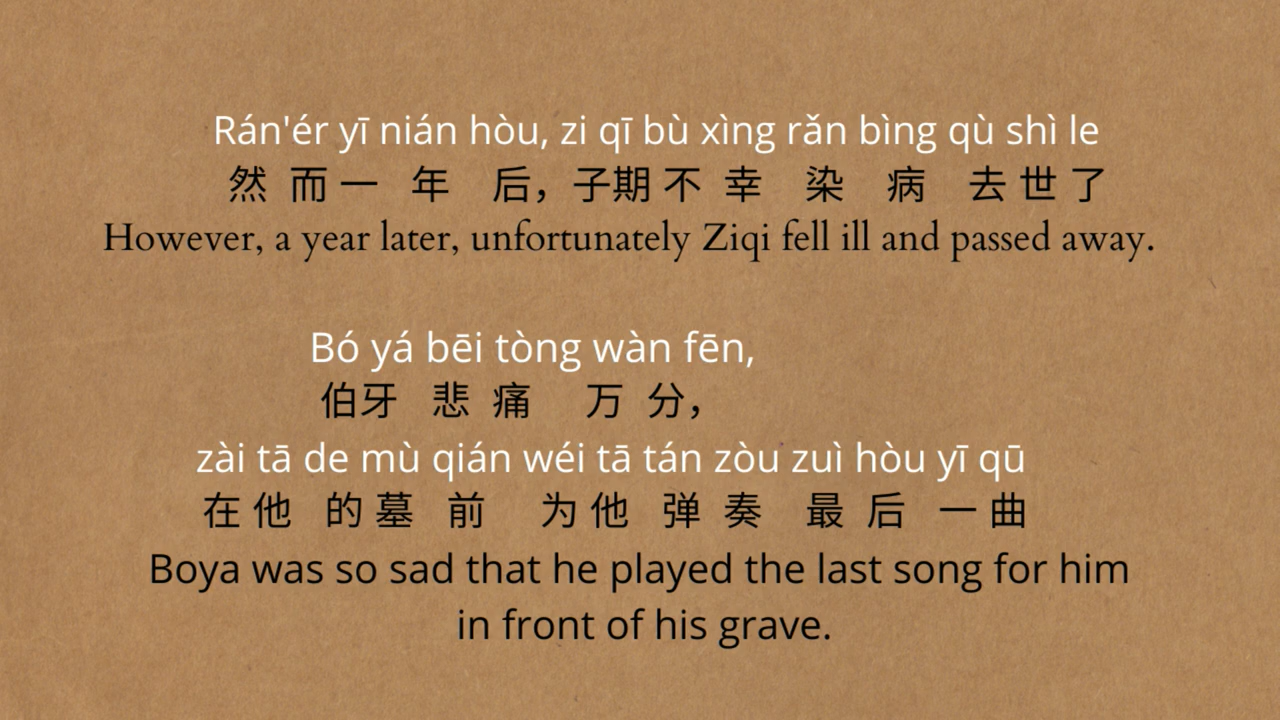 Rán'ér yī nián hòu, zi qī bù xìng rǎn bìng qù shì le
然 而 一 年 后，子期 不 幸 染 病 去 世 了
However, a year later, unfortunately Ziqi fell ill and passed away.
Bó yá bēi tòng wàn fēn,
伯牙 悲 痛 万 分，
zài tā de mù qián wéi tā tán zòu zuì hòu yī qū
在 他 的 墓 前 为 他 弹 奏 最 后 一 曲
Boya was so sad that he played the last song for him
in front of his grave.